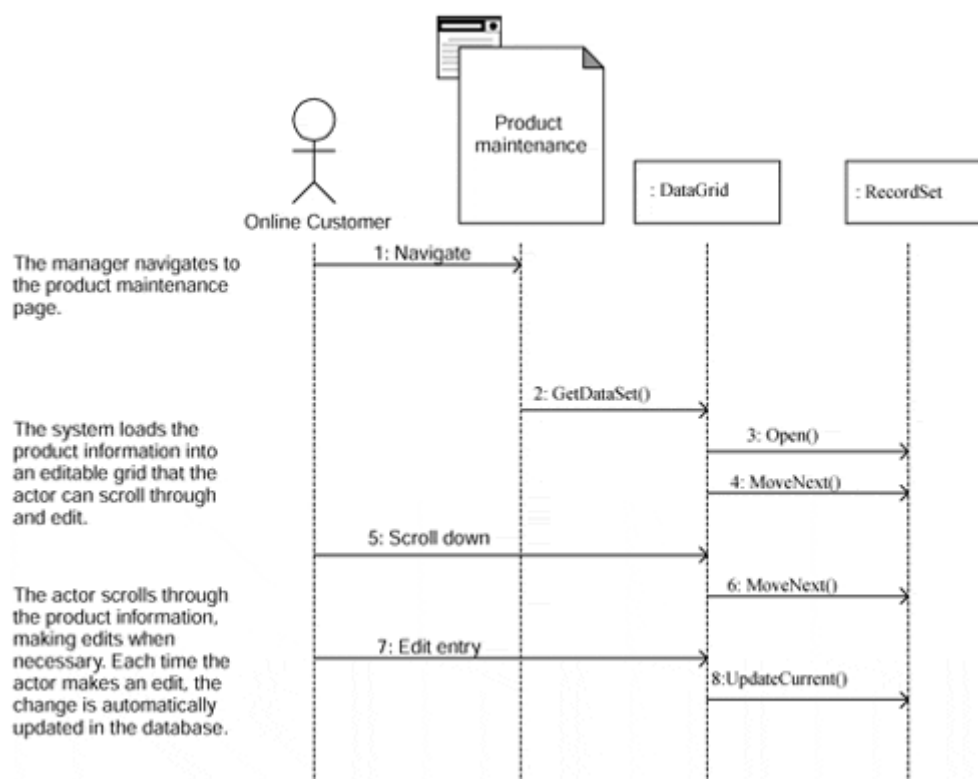 Product
maintenance
: DataGrid
: RecordSet
Online Customer
The manager navigates to
the product maintenance
page.
1: Navigate
2: GetDataSet()
The system loads the
product information into
an editable grid that the
actor can scroll through
and edit.
3: Open()
4: MoveNext()
5: Scroll down
The actor scrolls through
the product information,
making edits when
necessary. Each time the
actor makes an edit, the
change is automatically
updated in the database.
6: MoveNext()
7: Edit entry
8:UpdateCurrent()